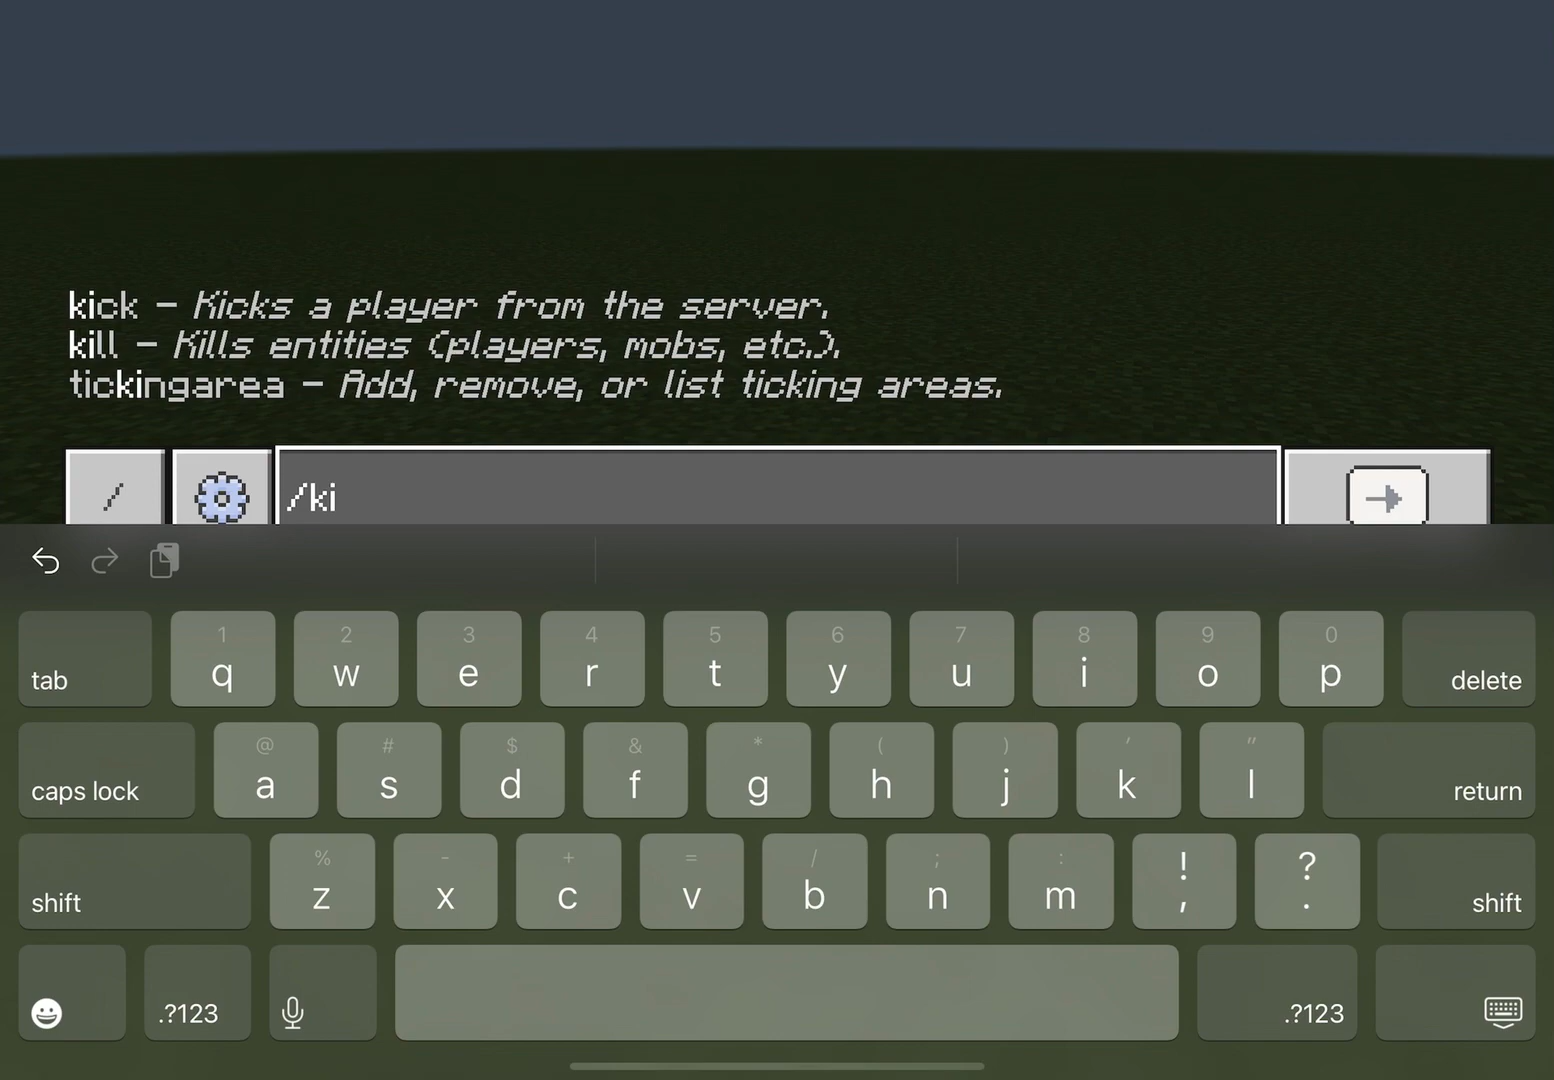 kick - Kicks a player from the server.
kill - Kills entities (players, mobs, etc.).
tickingarea - Add, remove, or list ticking areas.
/ /ki
1 2 3 4 5 6 7 8 9 0
tab q w e r t y u i o p delete
@ # $ & * ( ) ' "
caps lock a s d f g h j k l return
% - + = / ; : ! ?
shift z x c v b n m , . shift
.?123 .?123